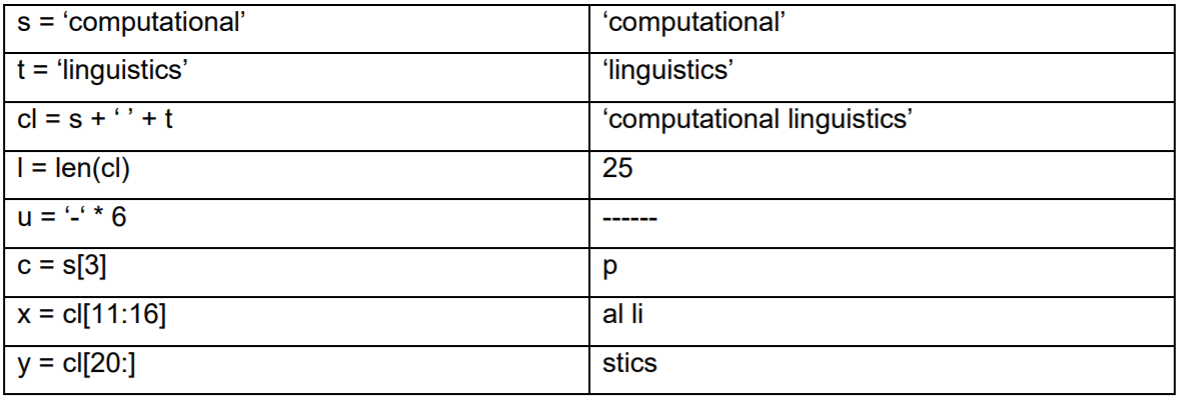 s = ‘computational’ ‘computational’
t = ‘linguistics’ ‘linguistics’
cl = s + ‘ ’ + t ‘computational linguistics’
l = len(cl) 25
u = ‘-‘ * 6 ------
c = s[3] p
x = cl[11:16] al li
y = cl[20:] stics